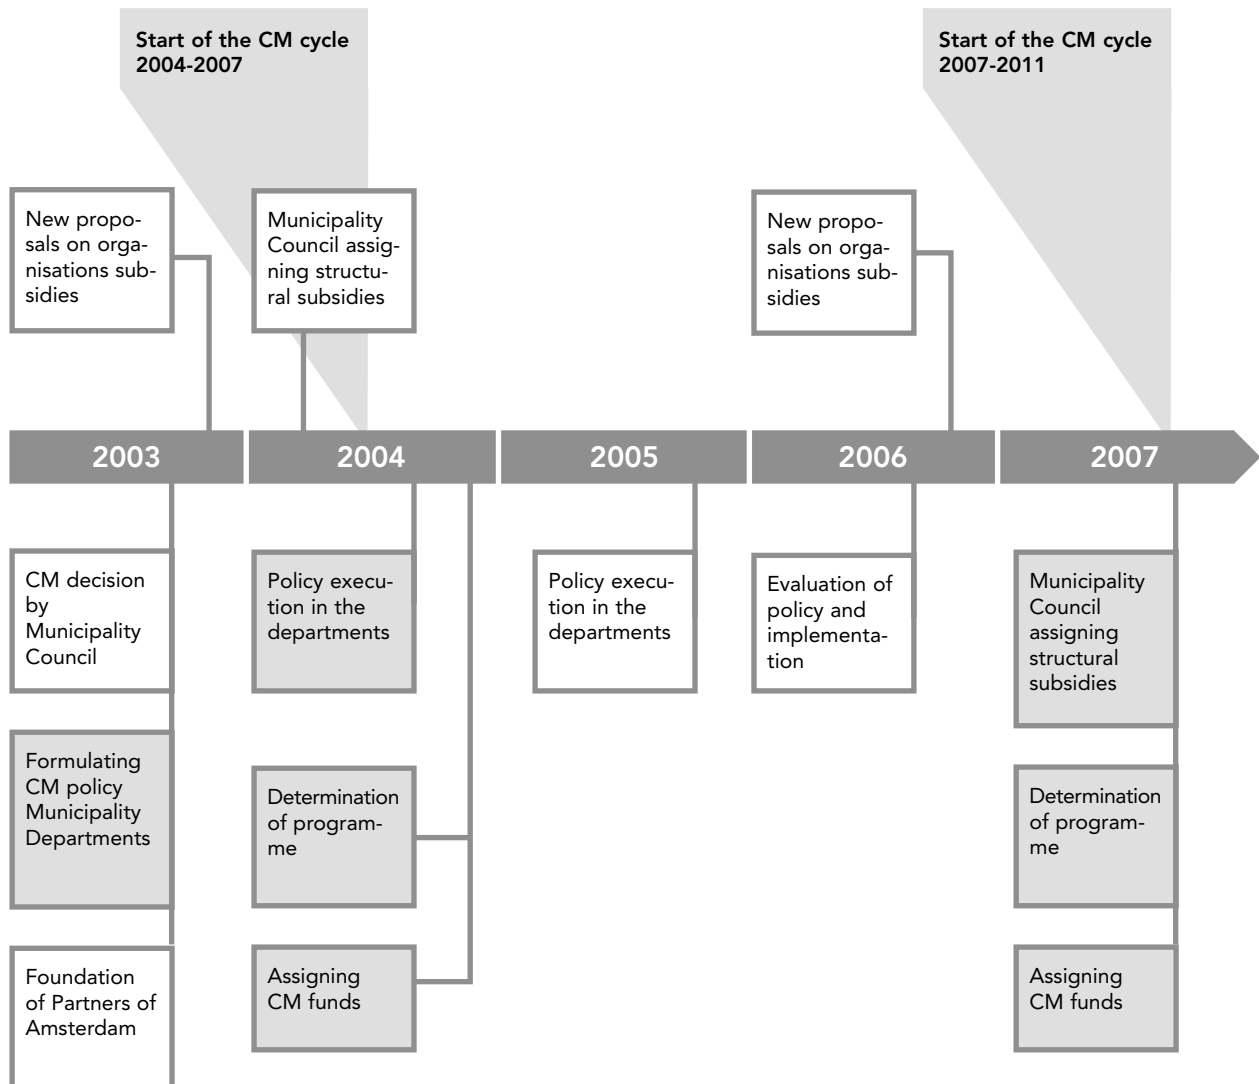 Start of the CM cycle
2004-2007
Start of the CM cycle
2007-2011
New propo-
sals on orga-
nisations sub-
sidies
Municipality
Council assig-
ning structu-
ral subsidies
New propo-
sals on orga-
nisations sub-
sidies
2003
2004
2005
2006
2007
CM decision
by
Municipality
Council
Policy execu-
tion in the
departments
Policy execu-
tion in the
departments
Evaluation of
policy and
implementa-
tion
Municipality
Council
assigning
structural
subsidies
Formulating
CM policy
Municipality
Departments
Determination
of program-
me
Determination
of program-
me
Foundation
of Partners of
Amsterdam
Assigning
CM funds
Assigning
CM funds